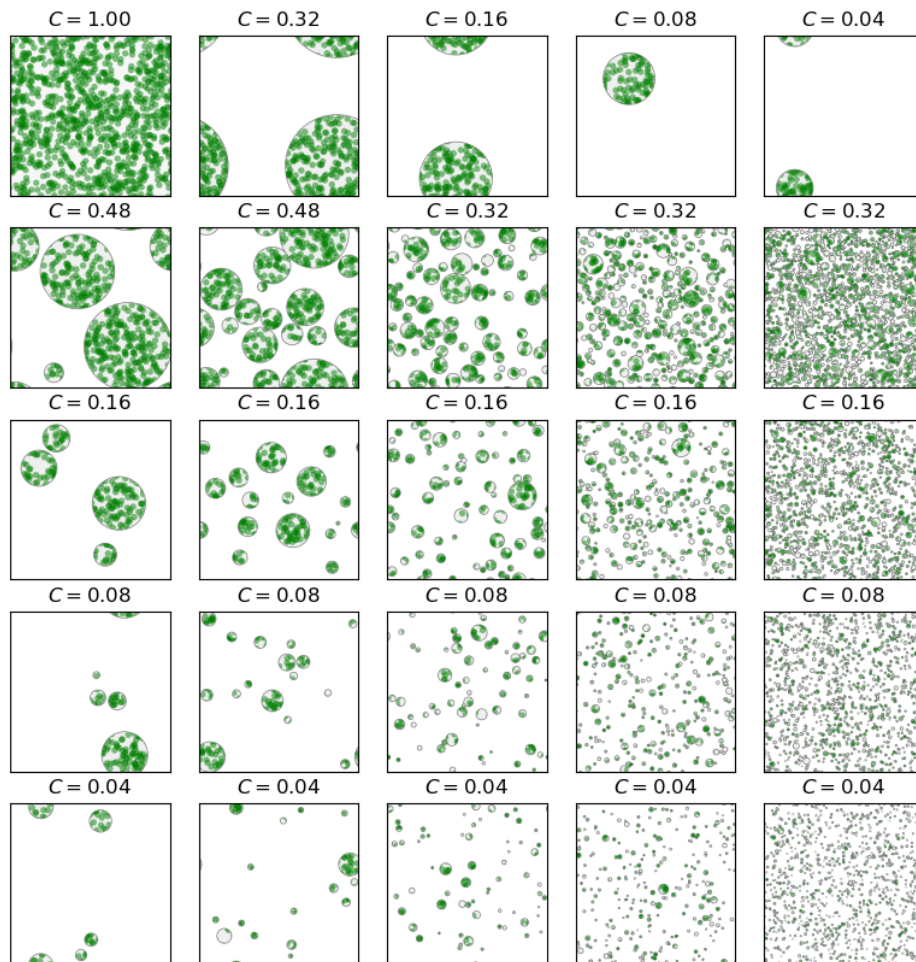 C = 1.00 C = 0.32 C = 0.16 C = 0.08 C = 0.04
C = 0.48 C = 0.48 C = 0.32 C = 0.32 C = 0.32
C = 0.16 C = 0.16 C = 0.16 C = 0.16 C = 0.16
C = 0.08 C = 0.08 C = 0.08 C = 0.08 C = 0.08
C = 0.04 C = 0.04 C = 0.04 C = 0.04 C = 0.04